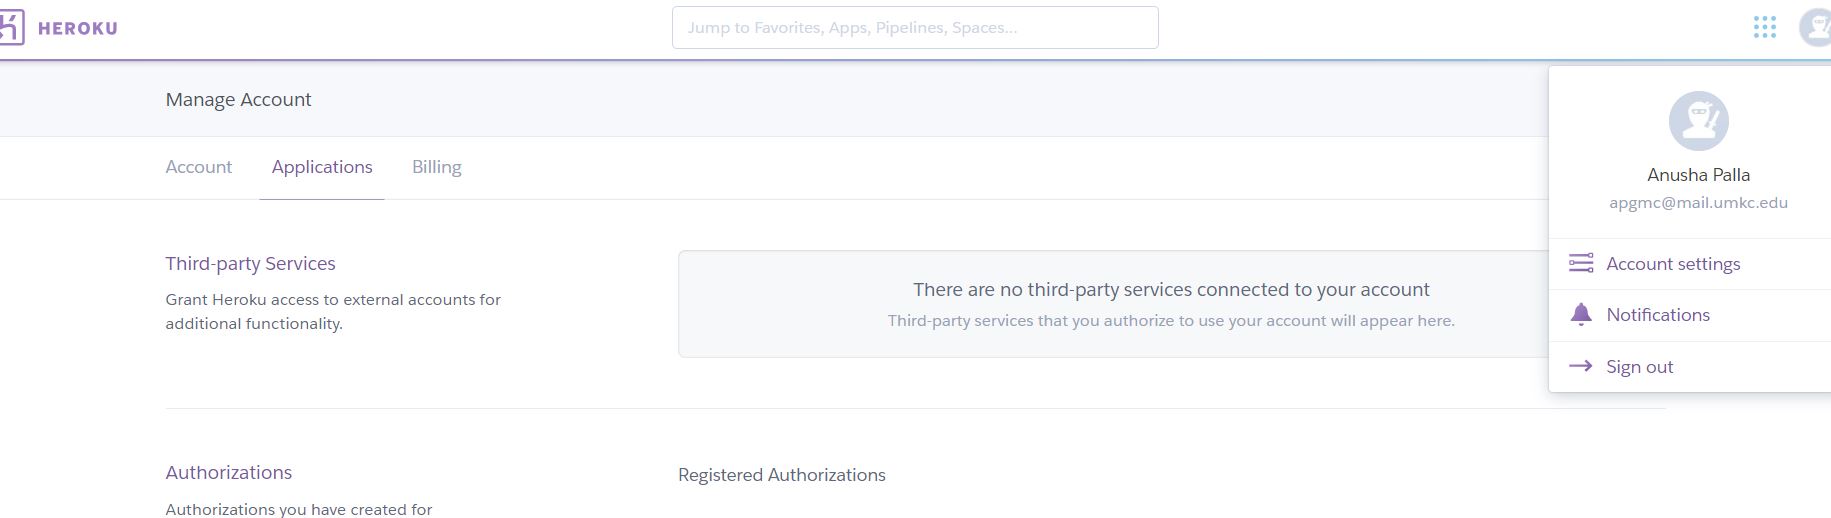 HEROKU
Jump to Favorites, Apps, Pipelines, Spaces...
Manage Account
Account Applications Billing
Anusha Palla
apgmc@mail.umkc.edu
Account settings
Notifications
Sign out
Third-party Services
Grant Heroku access to external accounts for
additional functionality.
There are no third-party services connected to your account
Third-party services that you authorize to use your account will appear here.
Authorizations
Authorizations you have created for
Registered Authorizations